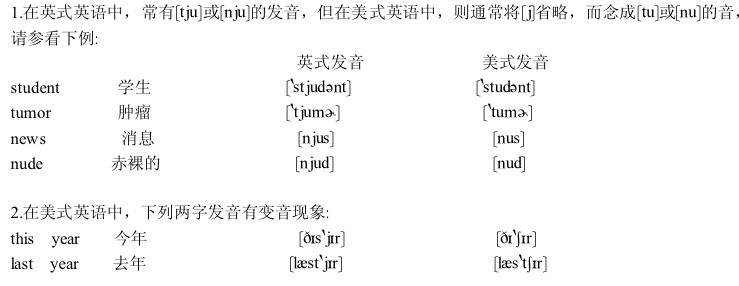 1.在英式英语中，常有[tju]或[nju]的发音，但在美式英语中，则通常将[j]省略，而念成[tu]或[nu]的音，
请参看下例:
英式发音 美式发音
student 学生 [ˋstjudənt] [ˋstudənt]
tumor 肿瘤 [ˋtjumɚ] [ˋtumɚ]
news 消息 [njus] [nus]
nude 赤裸的 [njud] [nud]
2.在美式英语中，下列两字发音有变音现象:
this year 今年 [ðɪsˋjɪr] [ðɪˋʃɪr]
last year 去年 [læstˋjɪr] [læsˋtʃɪr]